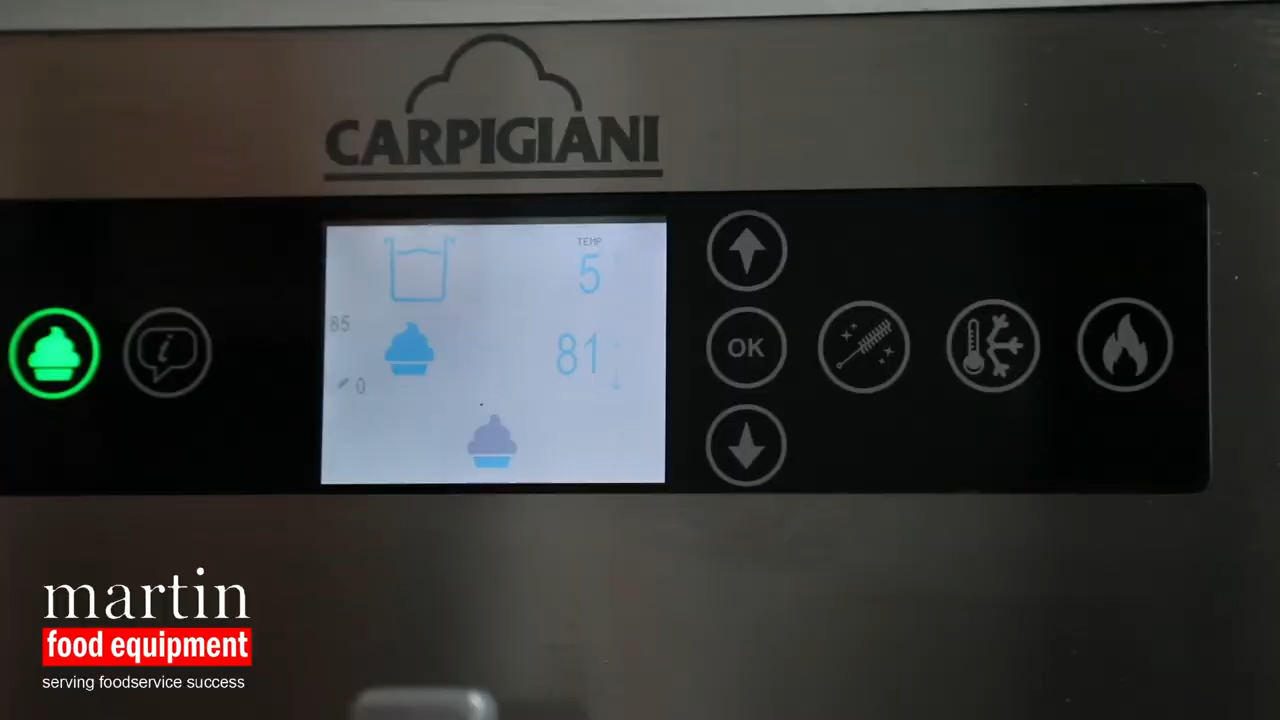 CARPIGIANI
TEMP
5
85
81
0
OK
i
martin
food equipment
serving foodservice success